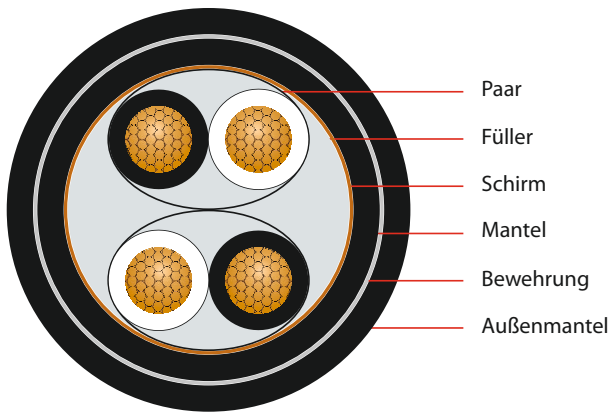 Paar
Füller
Schirm
Mantel
Bewehrung
Außenmantel